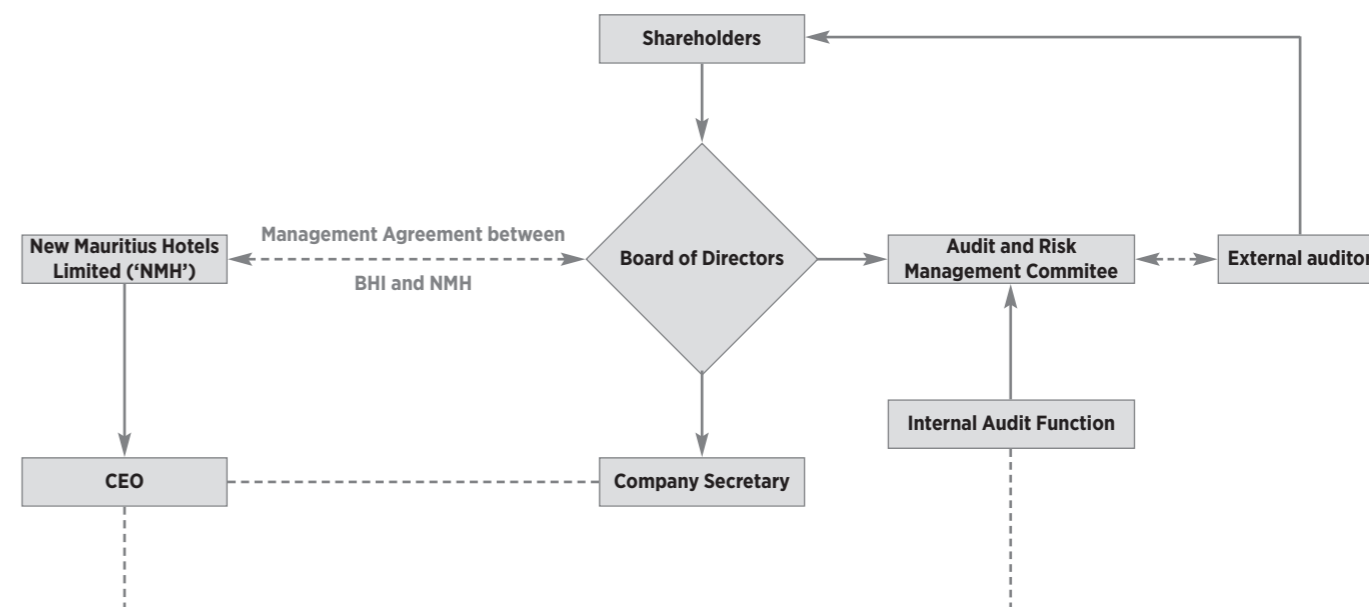 Shareholders
New Mauritius Hotels
Limited (‘NMH’)
Management Agreement between
BHI and NMH
Board of Directors
Audit and Risk
Management Commitee
External auditor
Internal Audit Function
CEO
Company Secretary